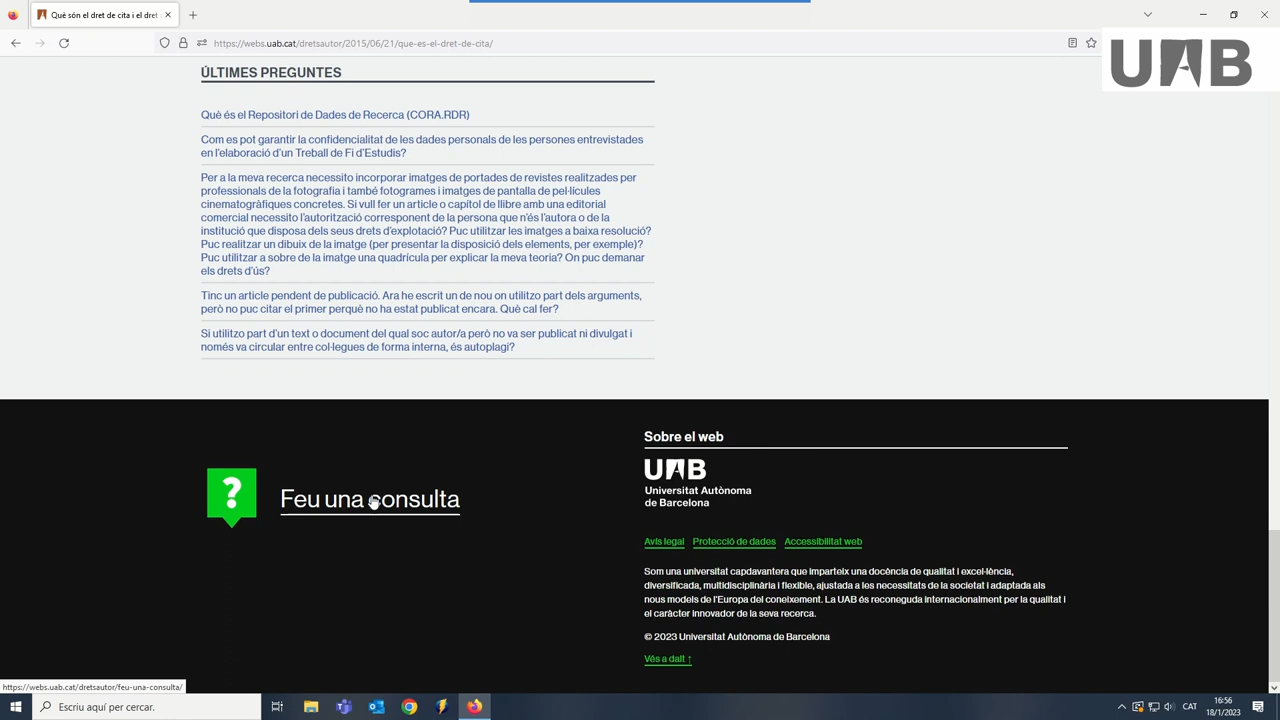 Què són el dret de cita i el dret
https://webs.uab.cat/dretsautor/2015/06/21/que-es-el-dret-de-cita/
UAB
ÚLTIMES PREGUNTES
Què és el Repositori de Dades de Recerca (CORA.RDR)
Com es pot garantir la confidencialitat de les dades personals de les persones entrevistades
en l'elaboració d'un Treball de Fi d'Estudis?
Per a la meva recerca necessito incorporar imatges de portades de revistes realitzades per
professionals de la fotografia i també fotogrames i imatges de pantalla de pel·lícules
cinematogràfiques concretes. Si vull fer un article o capítol de llibre amb una editorial
comercial necessito l'autorització corresponent de la persona que n'és l'autora o de la
institució que disposa dels seus drets d'explotació? Puc utilitzar les imatges a baixa resolució?
Puc realitzar un dibuix de la imatge (per presentar la disposició dels elements, per exemple)?
Puc utilitzar a sobre de la imatge una quadrícula per explicar la meva teoria? On puc demanar
els drets d'ús?
Tinc un article pendent de publicació. Ara he escrit un de nou on utilitzo part dels arguments,
però no puc citar el primer perquè no ha estat publicat encara. Què cal fer?
Si utilitzo part d'un text o document del qual soc autor/a però no va ser publicat ni divulgat i
només va circular entre col·legues de forma interna, és autoplagi?
Feu una consulta
Sobre el web
UAB
Universitat Autònoma
de Barcelona
Avís legal Protecció de dades Accessibilitat web
Som una universitat capdavantera que imparteix una docència de qualitat i excel·lència,
diversificada, multidisciplinària i flexible, ajustada a les necessitats de la societat i adaptada als
nous models de l'Europa del coneixement. La UAB és reconeguda internacionalment per la qualitat i
el caràcter innovador de la seva recerca.
© 2023 Universitat Autònoma de Barcelona
Vés a dalt ↑
https://webs.uab.cat/dretsautor/feu-una-consulta/
Escriu aquí per cercar.
CAT
16:56
18/1/2023